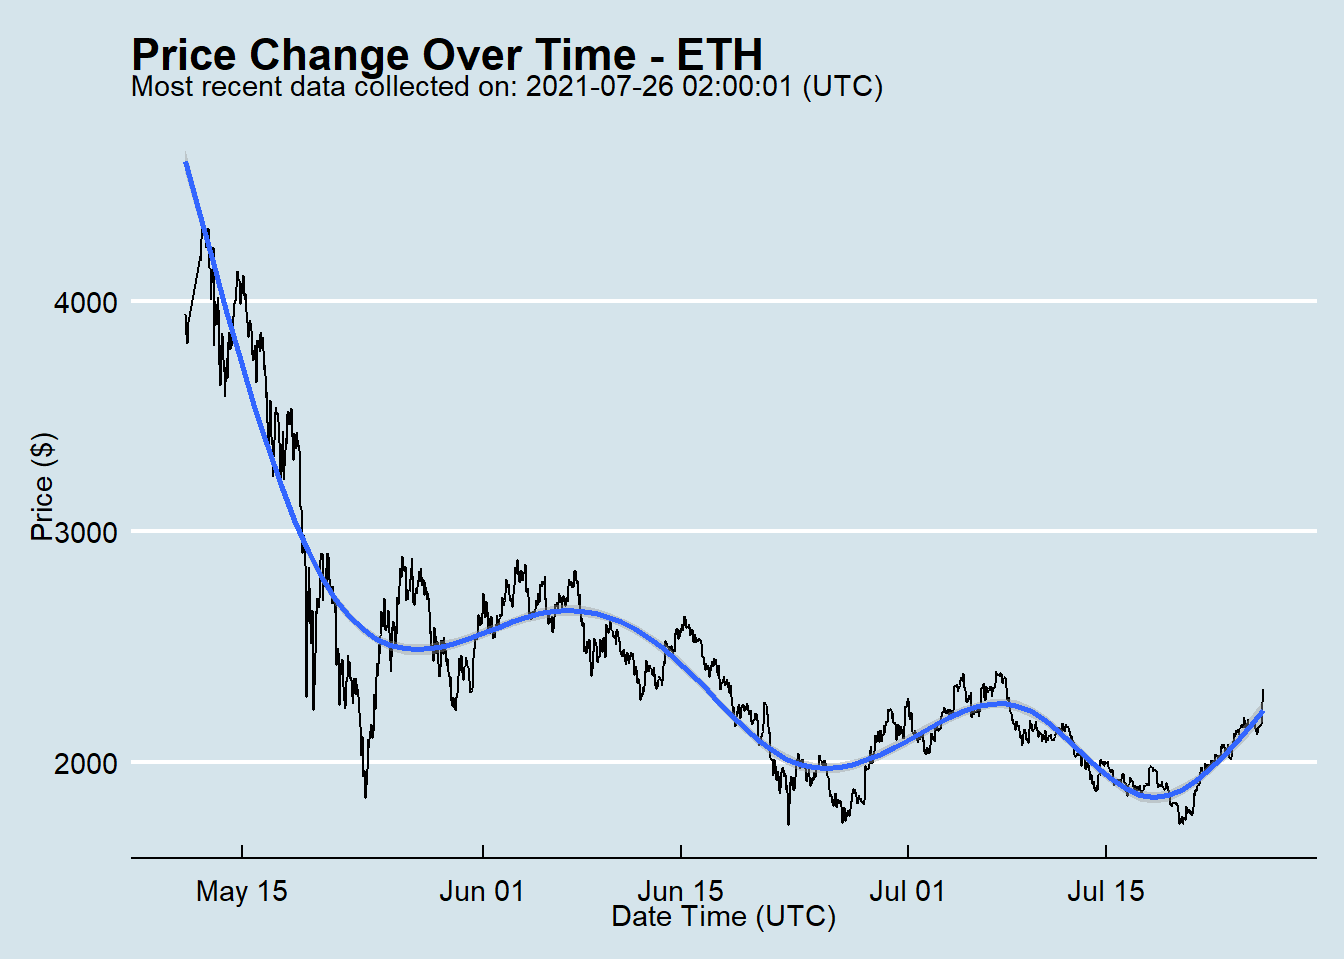 Price Change Over Time - ETH
Most recent data collected on: 2021-07-26 02:00:01 (UTC)
Price ($)
4000
3000
2000
May 15
Jun 01
Jun 15
Jul 01
Jul 15
Date Time (UTC)